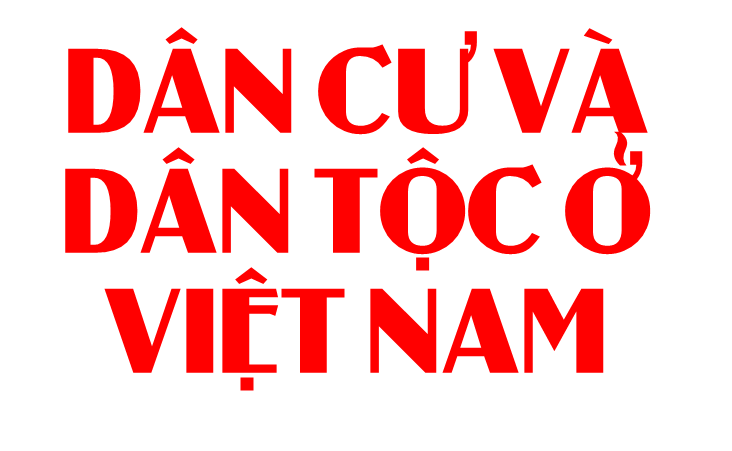 DÂN CƯ VÀ
DÂN TỘC Ở
VIỆT NAM